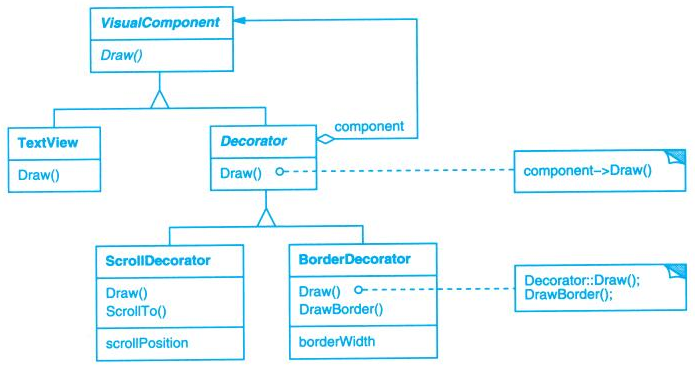 VisualComponent
Draw()
component
TextView
Draw()
Decorator
Draw()
component–>Draw()
ScrollDecorator
Draw()
ScrollTo()
scrollPosition
BorderDecorator
Draw()
DrawBorder()
borderWidth
Decorator::Draw();
DrawBorder();